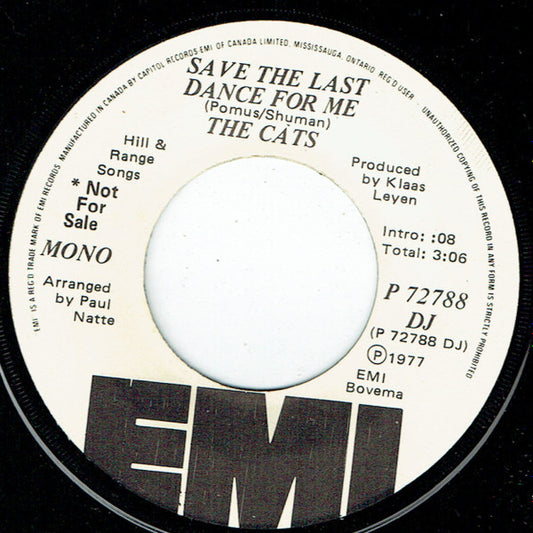 EMI IS A REG'D TRADE MARK OF EMI RECORDS. MANUFACTURED IN CANADA BY CAPITOL RECORDS EMI OF CANADA LIMITED, MISSISSAUGA, ONTARIO REG'D USER · UNAUTHORIZED COPYING OF THIS RECORD IN ANY FORM IS STRICTLY PROHIBITED
SAVE THE LAST
DANCE FOR ME
(Pomus/Shuman)
THE CATS
Hill &
Range
Songs
* Not
For
Sale
MONO
Arranged
by Paul
Natte
Produced
by Klaas
Leyen
Intro: :08
Total: 3:06
P 72788
DJ
(P 72788 DJ)
Ⓟ1977
EMI
Bovema
EMI